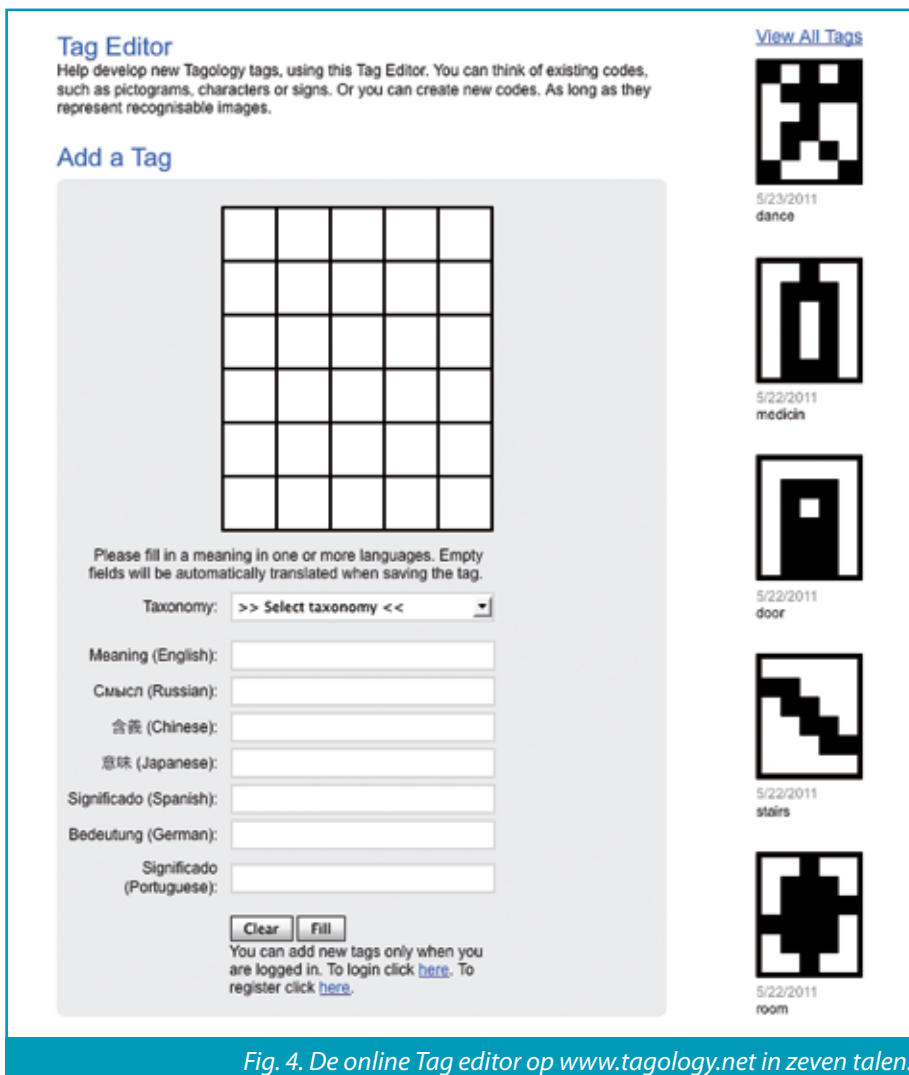 Tag Editor
Help develop new Tagology tags, using this Tag Editor. You can think of existing codes,
such as pictograms, characters or signs. Or you can create new codes. As long as they
represent recognisable images.
Add a Tag
Please fill in a meaning in one or more languages. Empty
fields will be automatically translated when saving the tag.
Taxonomy: >> Select taxonomy <<
Meaning (English):
Смысл (Russian):
含義 (Chinese):
意味 (Japanese):
Significado (Spanish):
Bedeutung (German):
Significado
(Portuguese):
Clear Fill
You can add new tags only when you
are logged in. To login click here. To
register click here.
View All Tags
5/23/2011
dance
5/22/2011
medicin
5/22/2011
door
5/22/2011
stairs
5/22/2011
room
Fig. 4. De online Tag editor op www.tagology.net in zeven talen.